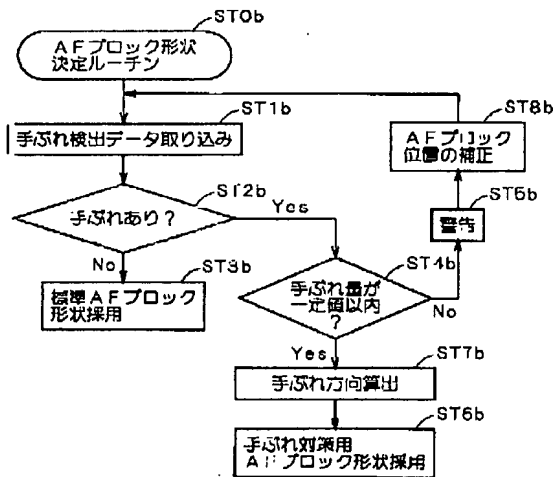 ST0b
AFブロック形状
決定ルーチン
ST1b
手ぶれ検出データ取り込み
ST2b
手ぶれあり?
Yes
No
ST3b
標準AFブロック
形状採用
ST4b
手ぶれ量が
一定値以内
?
No
Yes
ST5b
警告
ST8b
AFブロック
位置の補正
ST7b
手ぶれ方向算出
ST6b
手ぶれ対策用
AFブロック形状採用